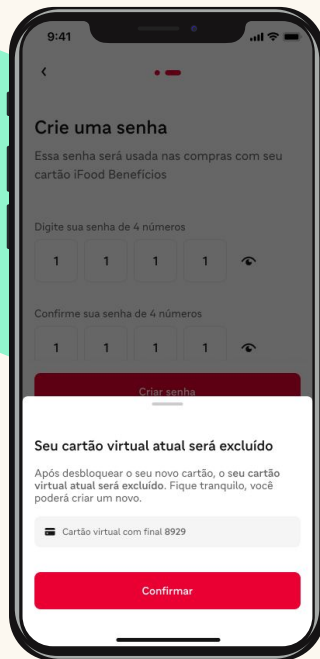 9:41
Crie uma senha
Essa senha será usada nas compras com seu
cartão iFood Benefícios
Digite sua senha de 4 números
1 1 1 1
Confirme sua senha de 4 números
1 1 1 1
Criar senha
Seu cartão virtual atual será excluído
Após desbloquear o seu novo cartão, o seu cartão
virtual atual será excluído. Fique tranquilo, você
poderá criar um novo.
Cartão virtual com final 8929
Confirmar